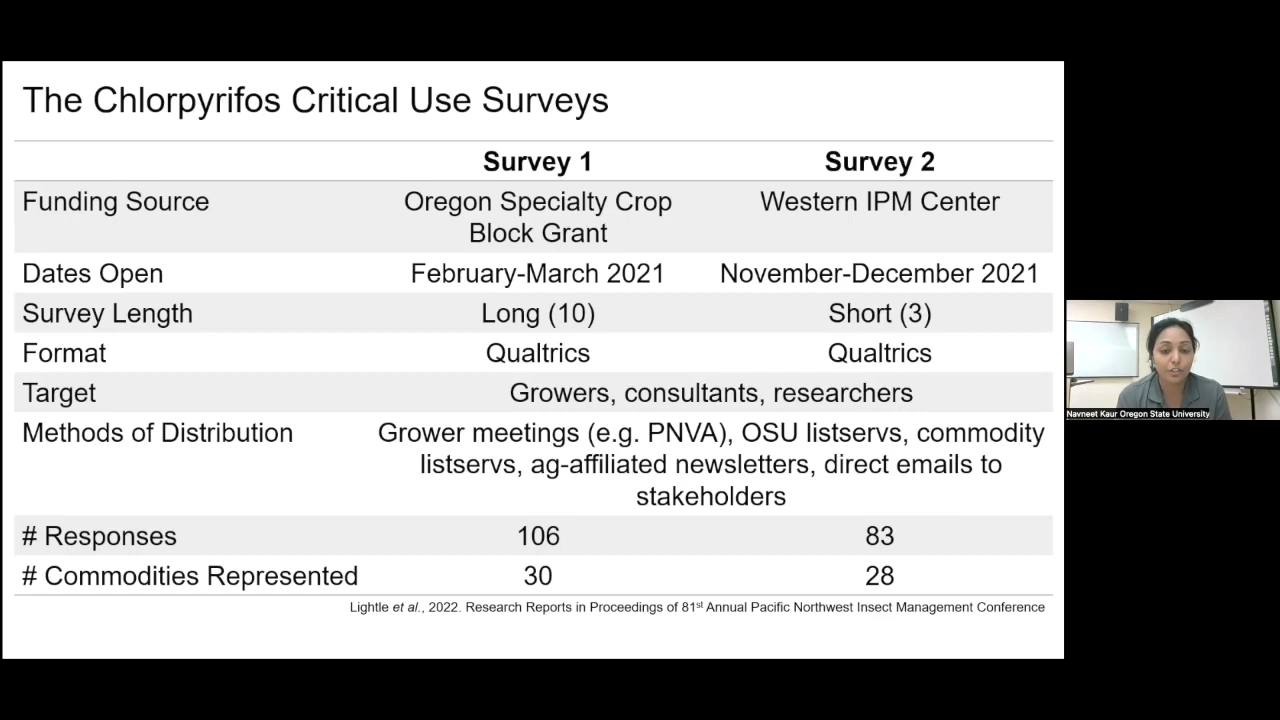 The Chlorpyrifos Critical Use Surveys
Survey 1 Survey 2
Funding Source Oregon Specialty Crop Block Grant Western IPM Center
Dates Open February-March 2021 November-December 2021
Survey Length Long (10) Short (3)
Format Qualtrics Qualtrics
Target Growers, consultants, researchers
Methods of Distribution Grower meetings (e.g. PNVA), OSU listservs, commodity
listservs, ag-affiliated newsletters, direct emails to
stakeholders
# Responses 106 83
# Commodities Represented 30 28
Lightle et al., 2022. Research Reports in Proceedings of 81st Annual Pacific Northwest Insect Management Conference
Navneet Kaur Oregon State University